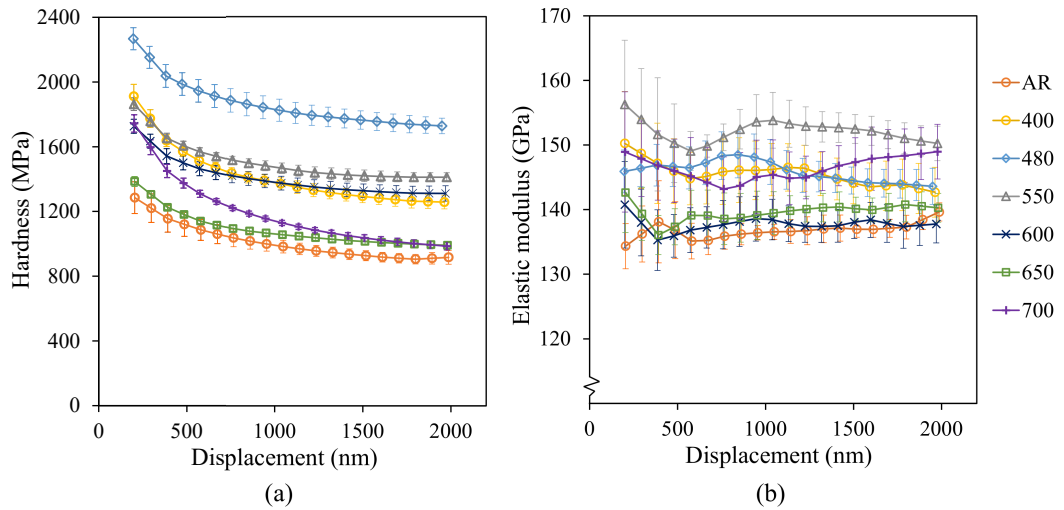 (a)
2400
2000
1600
1200
800
400
0
0 500 1000 1500 2000
Hardness (MPa)
Displacement (nm)
(b)
170
160
150
140
130
120
0 500 1000 1500 2000
Elastic modulus (GPa)
Displacement (nm)
AR
400
480
550
600
650
700